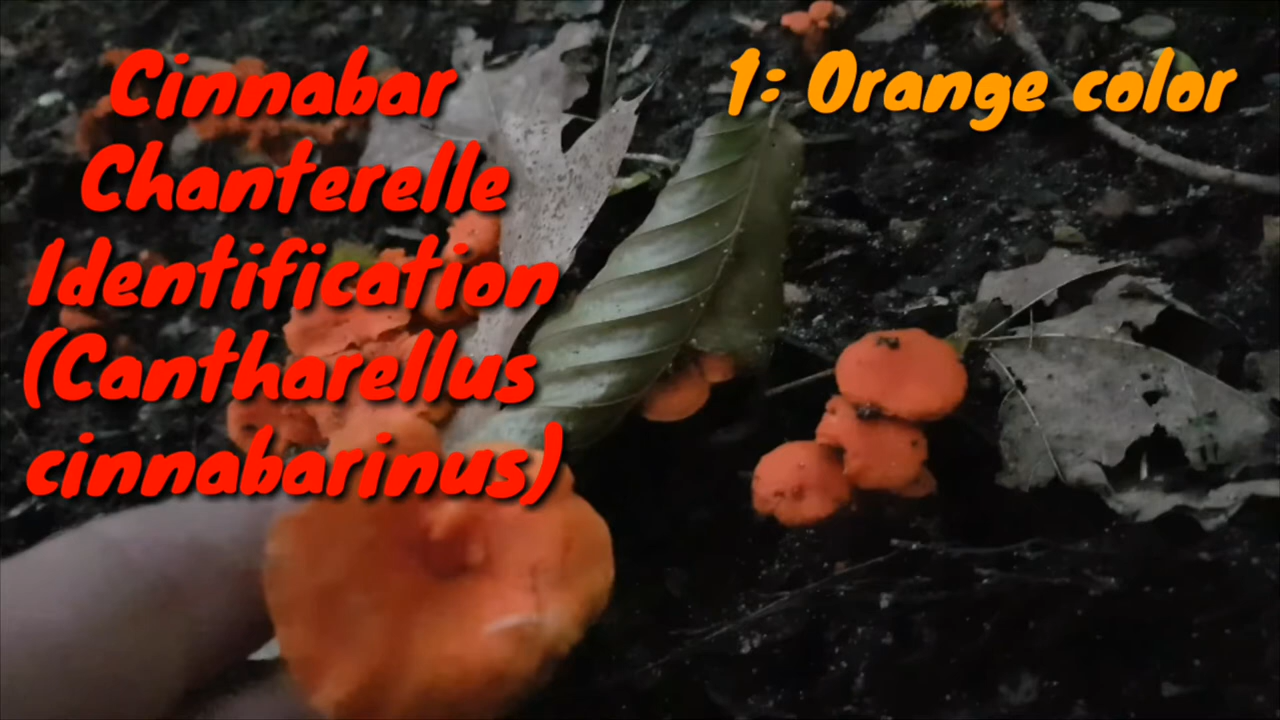 Cinnabar
Chanterelle
Identification
(Cantharellus
cinnabarinus)
1: Orange color